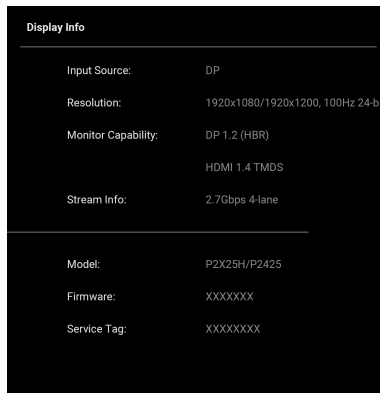 Display Info
Input Source: DP
Resolution: 1920x1080/1920x1200, 100Hz 24-b
Monitor Capability: DP 1.2 (HBR)
HDMI 1.4 TMDS
Stream Info: 2.7Gbps 4-lane
Model: P2X25H/P2425
Firmware: XXXXXXX
Service Tag: XXXXXXXX